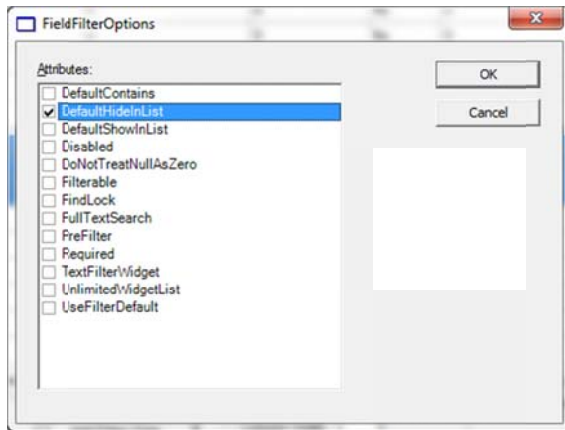 FieldFilterOptions
Attributes:
OK
DefaultContains
DefaultHideInList
Cancel
DefaultShowInList
Disabled
DoNotTreatNullAsZero
Filterable
FindLock
FullTextSearch
PreFilter
Required
TextFilterWidget
UnlimitedWidgetList
UseFilterDefault